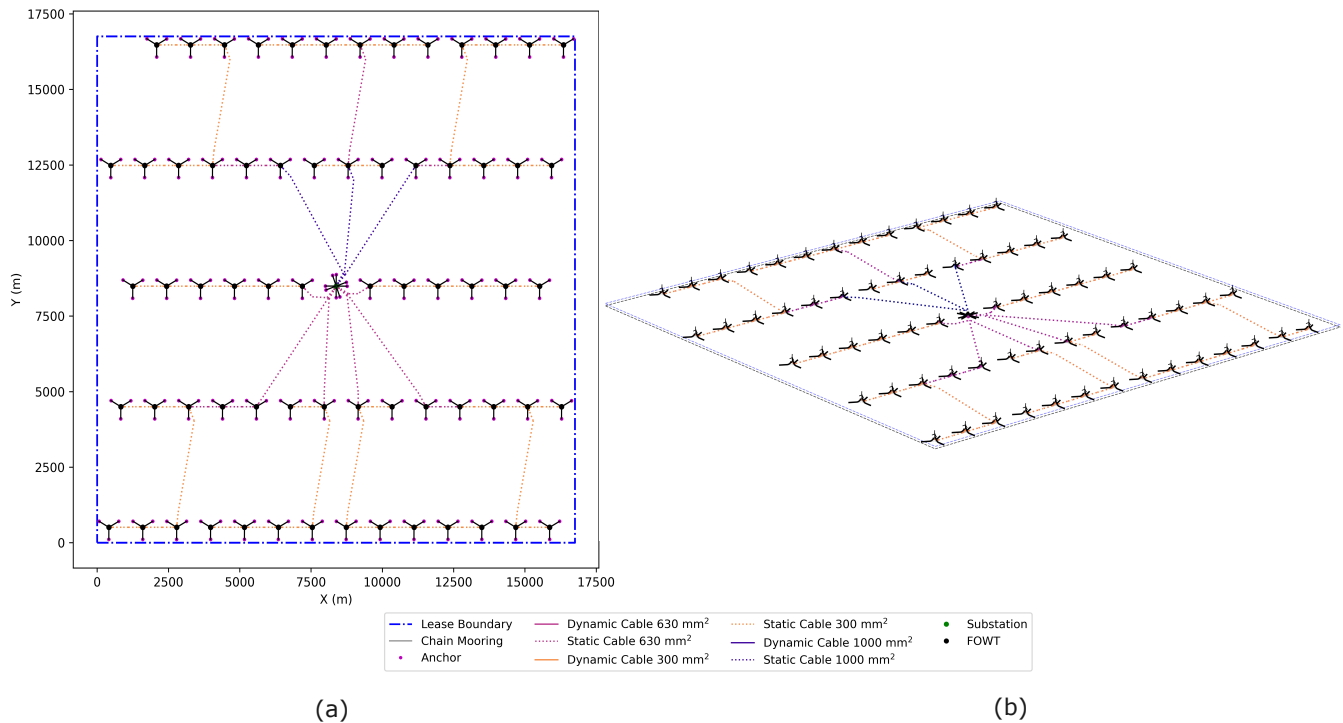 17500
15000
12500
10000
7500
5000
2500
0
Y (m)
0 2500 5000 7500 10000 12500 15000 17500
X (m)
Lease Boundary
Chain Mooring
Anchor
Dynamic Cable 630 mm²
Static Cable 630 mm²
Dynamic Cable 300 mm²
Static Cable 300 mm²
Dynamic Cable 1000 mm²
Static Cable 1000 mm²
Substation
FOWT
(a)
(b)